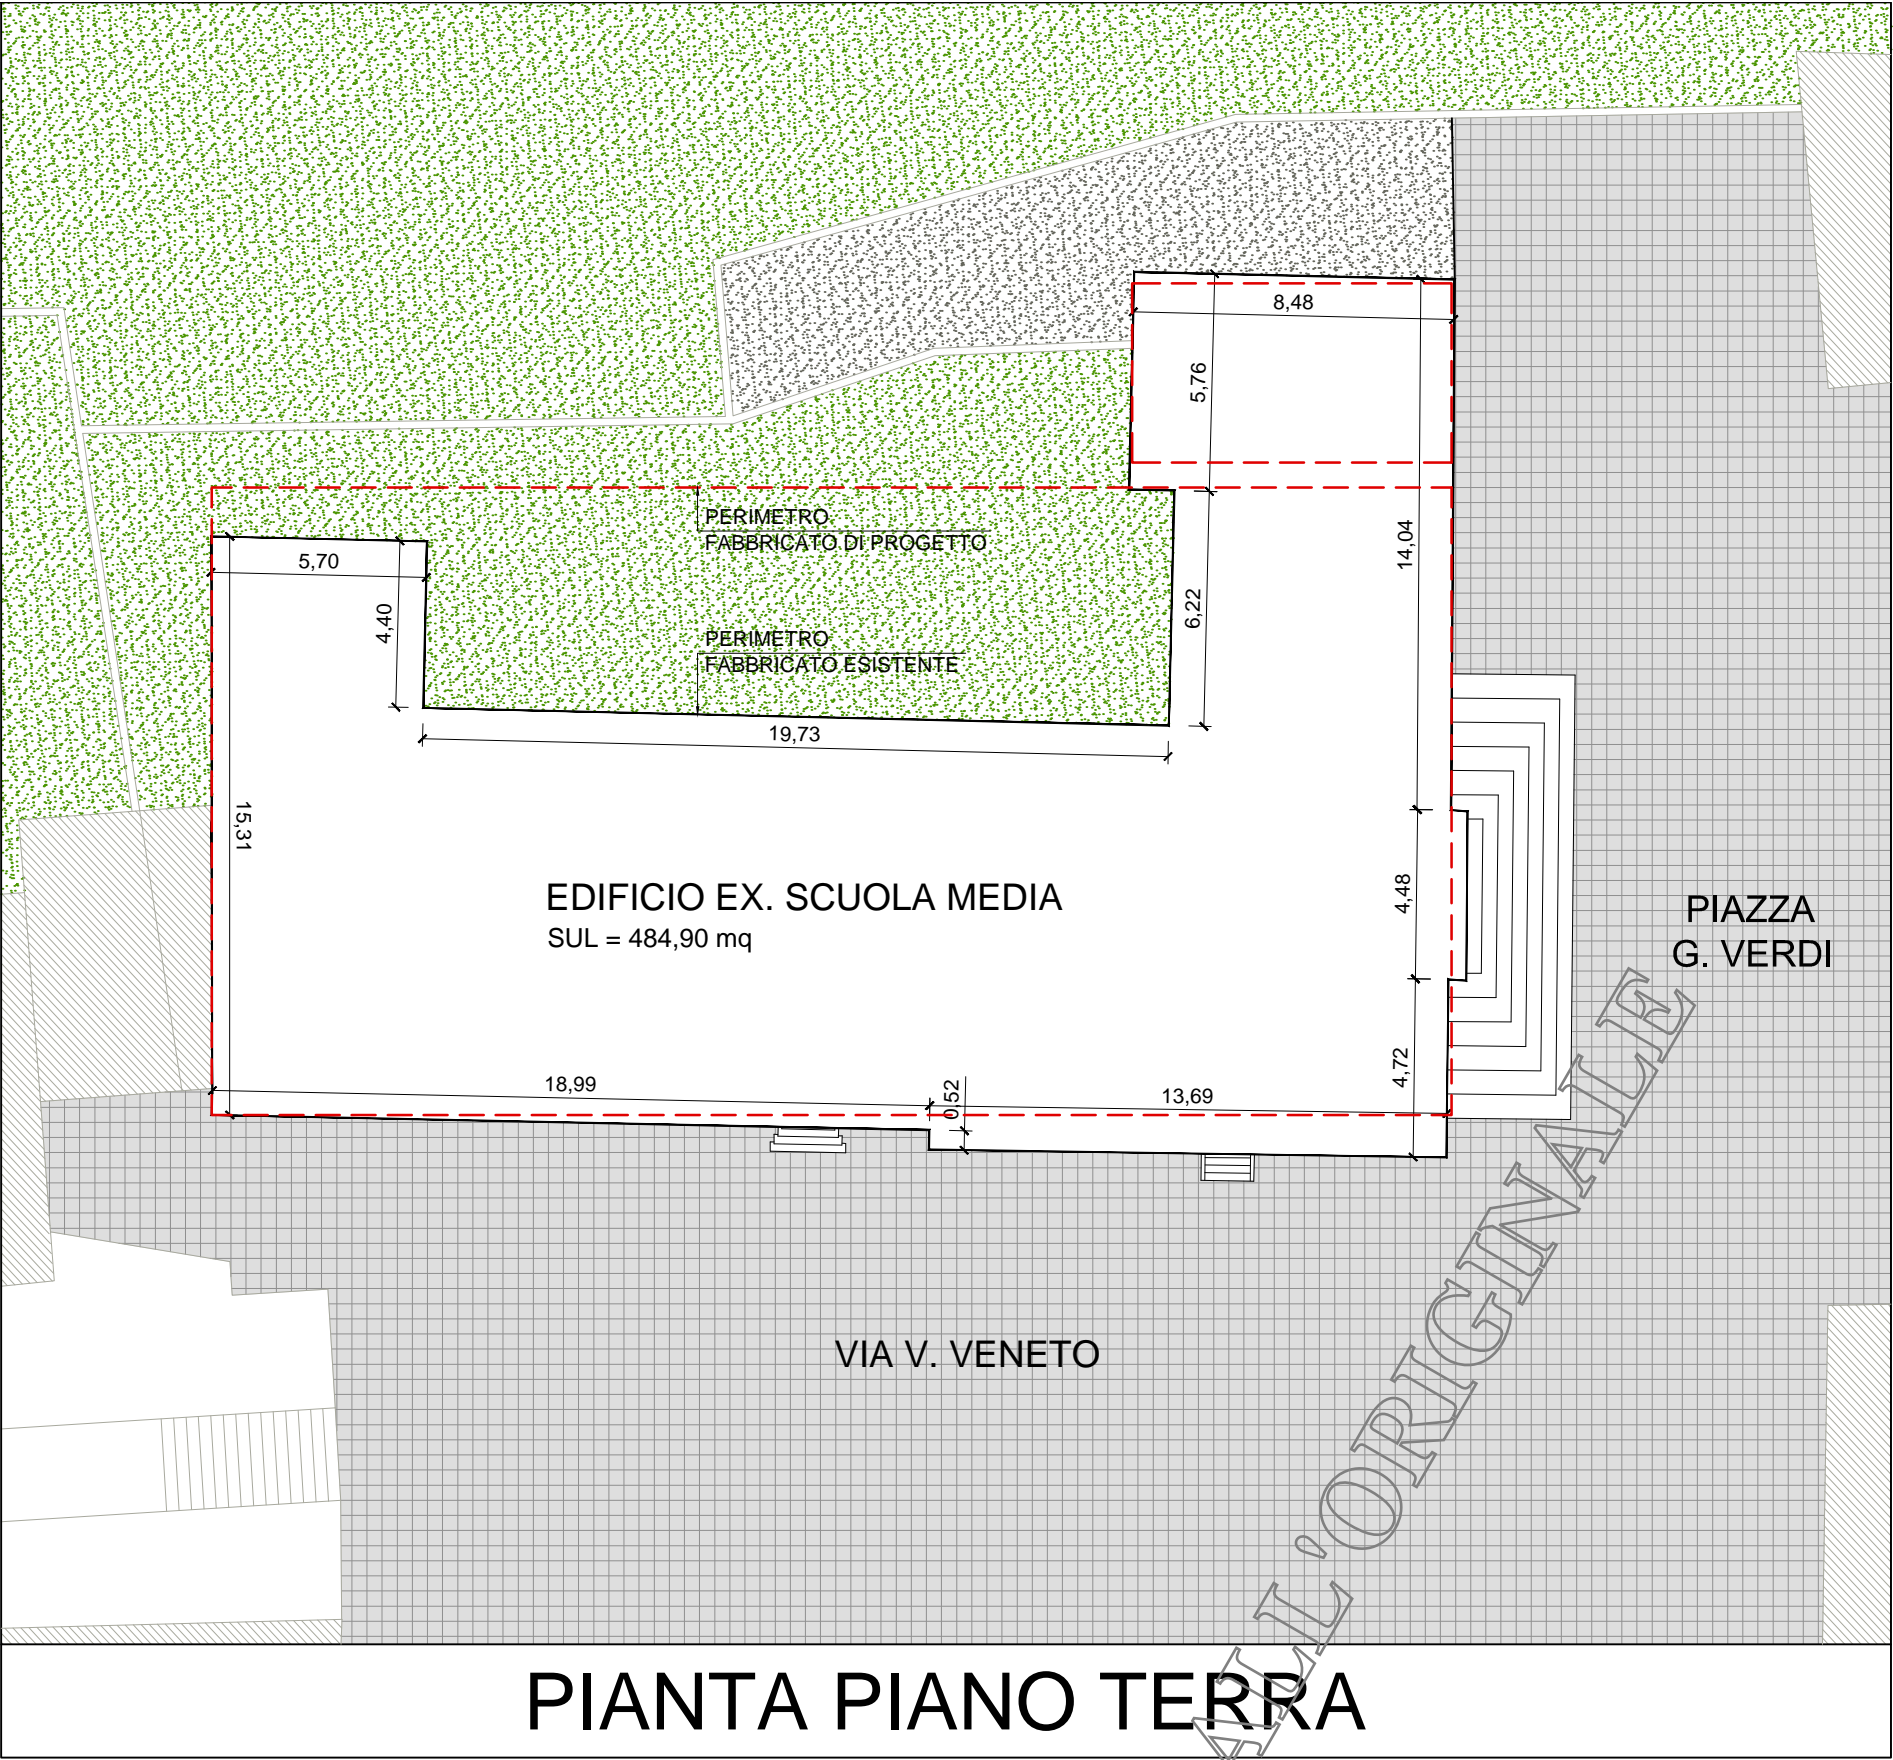 8,48
5,76
14,04
PERIMETRO
FABBRICATO DI PROGETTO
5,70
4,40
6,22
PERIMETRO
FABBRICATO ESISTENTE
19,73
15,31
EDIFICIO EX. SCUOLA MEDIA
SUL = 484,90 mq
4,48
PIAZZA
G. VERDI
4,72
18,99
0,52
13,69
VIA V. VENETO
ALL'ORIGINALE
PIANTA PIANO TERRA